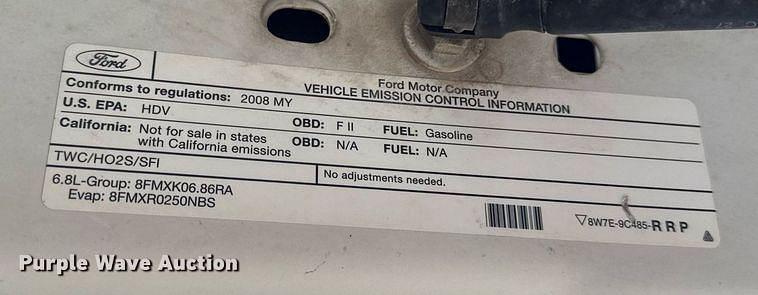 Ford
Ford Motor Company
VEHICLE EMISSION CONTROL INFORMATION
Conforms to regulations: 2008 MY
U.S. EPA: HDV OBD: F II FUEL: Gasoline
California: Not for sale in states OBD: N/A FUEL: N/A
with California emissions
TWC/HO2S/SFI
No adjustments needed.
6.8L-Group: 8FMXK06.86RA
Evap: 8FMXR0250NBS
8W7E-9C485-RRP
Purple Wave Auction